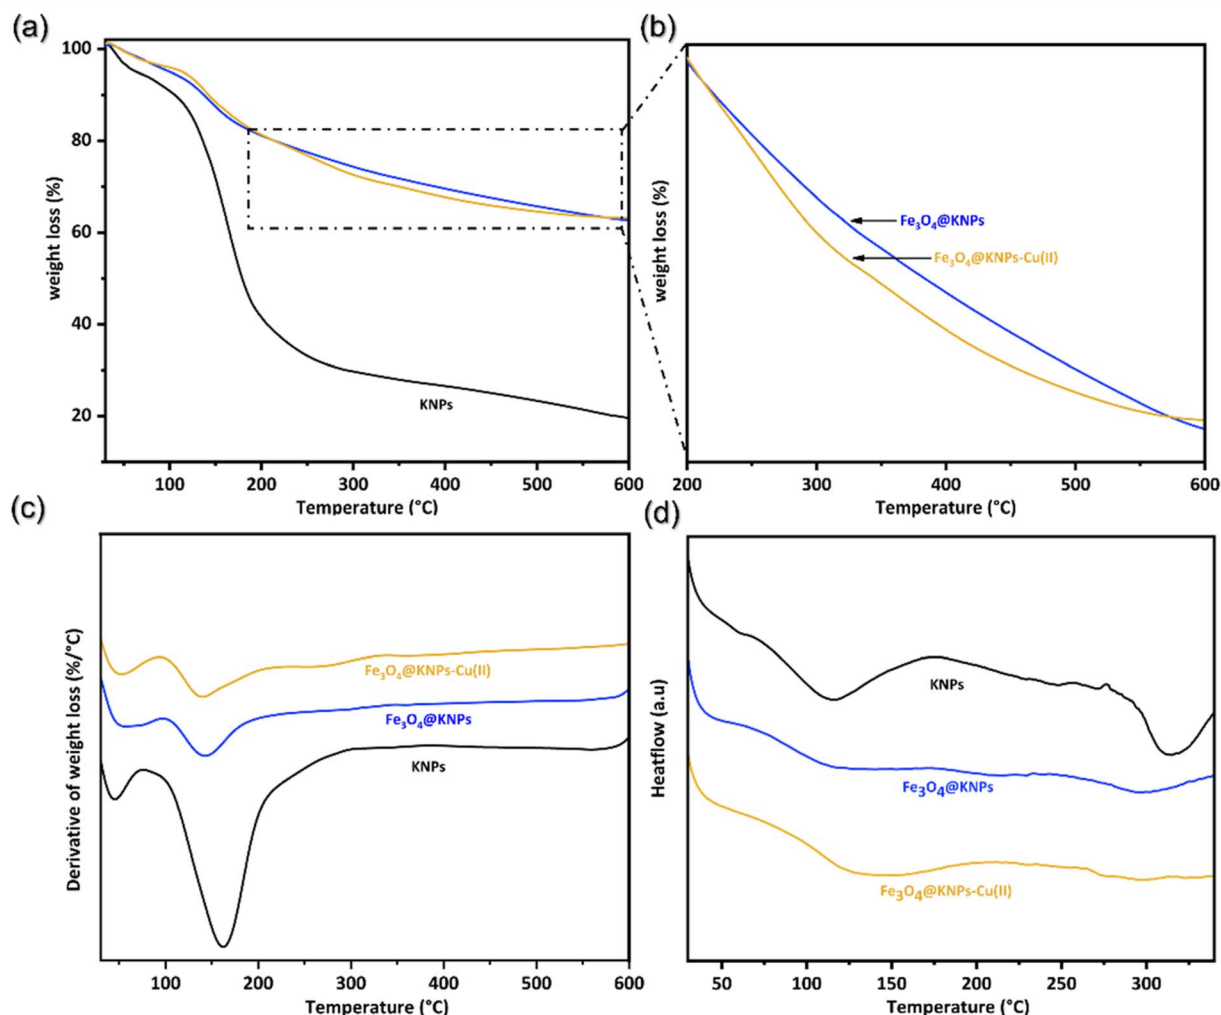 (a)
100
80
60
40
20
weight loss (%)
KNPs
100
200
300
400
500
600
Temperature (°C)
(b)
weight loss (%)
Fe₃O₄@KNPs
Fe₃O₄@KNPs-Cu(II)
200
300
400
500
600
Temperature (°C)
(c)
Derivative of weight loss (%/°C)
Fe₃O₄@KNPs-Cu(II)
Fe₃O₄@KNPs
KNPs
100
200
300
400
500
600
Temperature (°C)
(d)
Heatflow (a.u)
KNPs
Fe₃O₄@KNPs
Fe₃O₄@KNPs-Cu(II)
50
100
150
200
250
300
Temperature (°C)